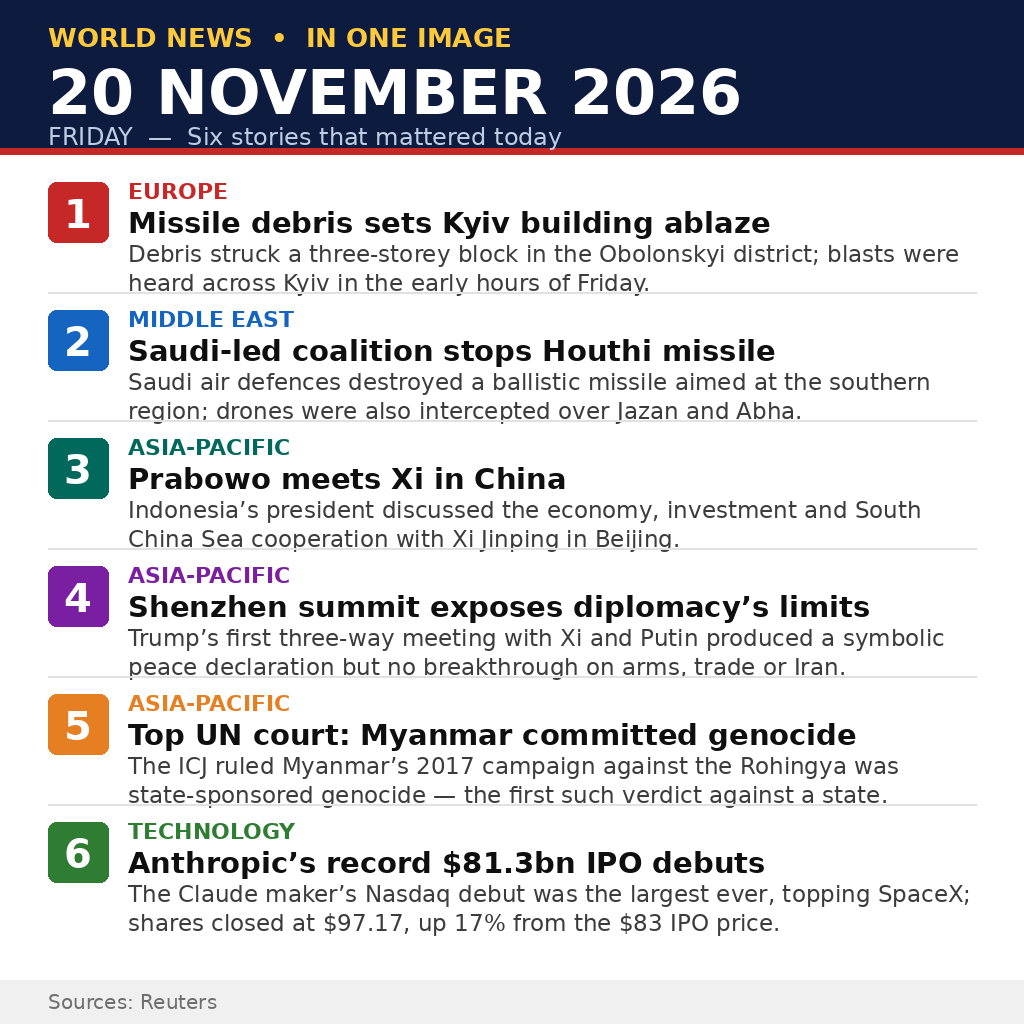 WORLD NEWS • IN ONE IMAGE
20 NOVEMBER 2026
FRIDAY — Six stories that mattered today
1
EUROPE
Missile debris sets Kyiv building ablaze
Debris struck a three-storey block in the Obolonskyi district; blasts were
heard across Kyiv in the early hours of Friday.
2
MIDDLE EAST
Saudi-led coalition stops Houthi missile
Saudi air defences destroyed a ballistic missile aimed at the southern
region; drones were also intercepted over Jazan and Abha.
3
ASIA-PACIFIC
Prabowo meets Xi in China
Indonesia’s president discussed the economy, investment and South
China Sea cooperation with Xi Jinping in Beijing.
4
ASIA-PACIFIC
Shenzhen summit exposes diplomacy’s limits
Trump’s first three-way meeting with Xi and Putin produced a symbolic
peace declaration but no breakthrough on arms, trade or Iran.
5
ASIA-PACIFIC
Top UN court: Myanmar committed genocide
The ICJ ruled Myanmar’s 2017 campaign against the Rohingya was
state-sponsored genocide — the first such verdict against a state.
6
TECHNOLOGY
Anthropic’s record $81.3bn IPO debuts
The Claude maker’s Nasdaq debut was the largest ever, topping SpaceX;
shares closed at $97.17, up 17% from the $83 IPO price.
Sources: Reuters